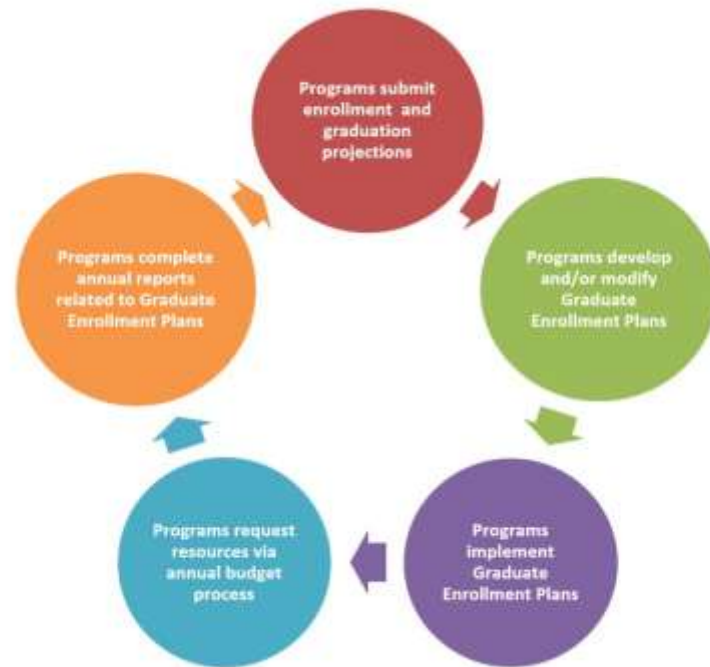 Programs submit
enrollment and
graduation
projections
Programs develop
and/or modify
Graduate
Enrollment Plans
Programs
implement
Graduate
Enrollment Plans
Programs request
resources via
annual budget
process
Programs complete
annual reports
related to Graduate
Enrollment Plans